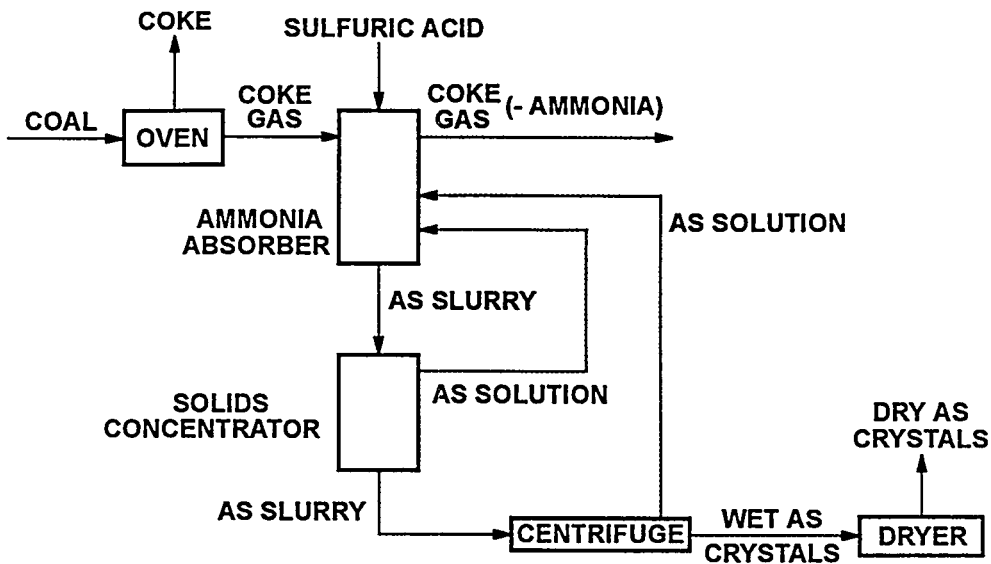 COKE
SULFURIC ACID
COAL
OVEN
COKE
GAS
COKE
GAS
(- AMMONIA)
AMMONIA
ABSORBER
AS SOLUTION
AS SLURRY
SOLIDS
CONCENTRATOR
AS SOLUTION
AS SLURRY
CENTRIFUGE
WET AS
CRYSTALS
DRY AS
CRYSTALS
DRYER